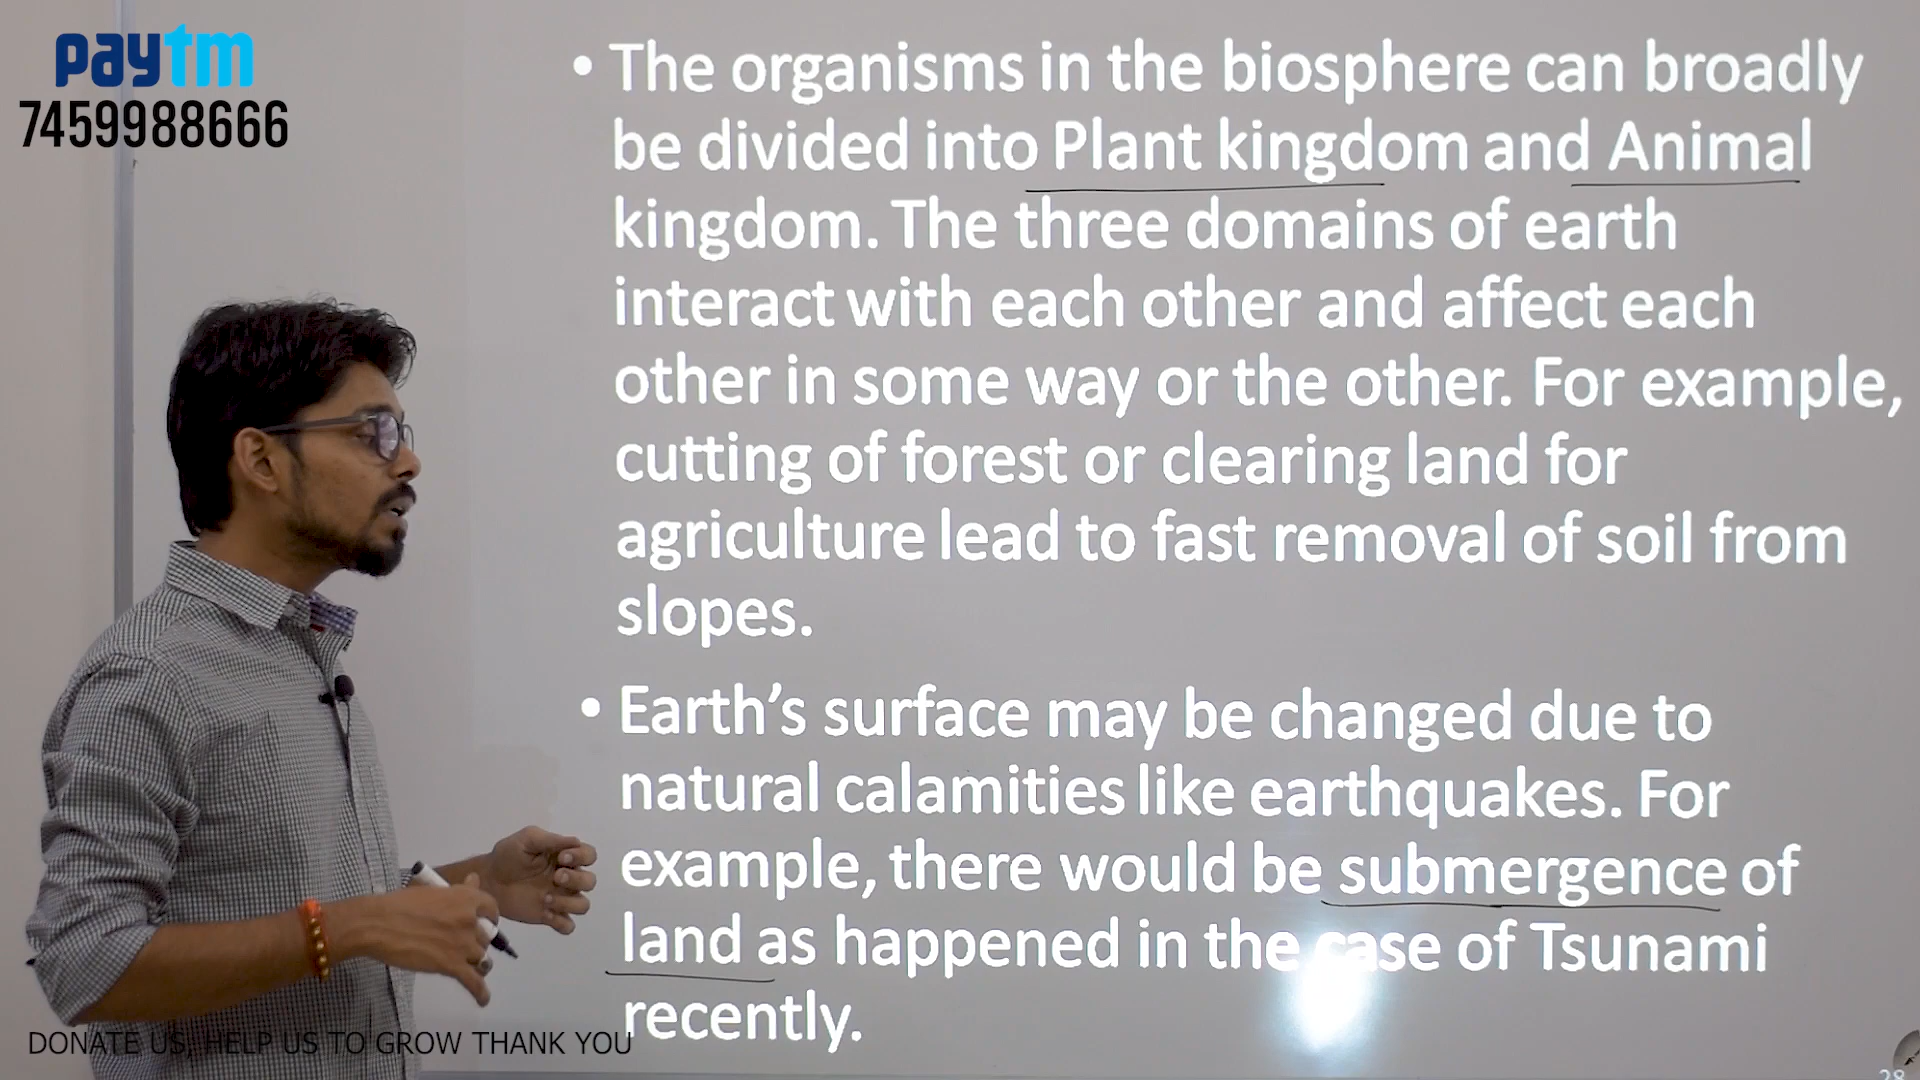 paytm
7459988666
• The organisms in the biosphere can broadly
be divided into Plant kingdom and Animal
kingdom. The three domains of earth
interact with each other and affect each
other in some way or the other. For example,
cutting of forest or clearing land for
agriculture lead to fast removal of soil from
slopes.
• Earth's surface may be changed due to
natural calamities like earthquakes. For
example, there would be submergence of
land as happened in the case of Tsunami
recently.
DONATE US, HELP US TO GROW THANK YOU
28